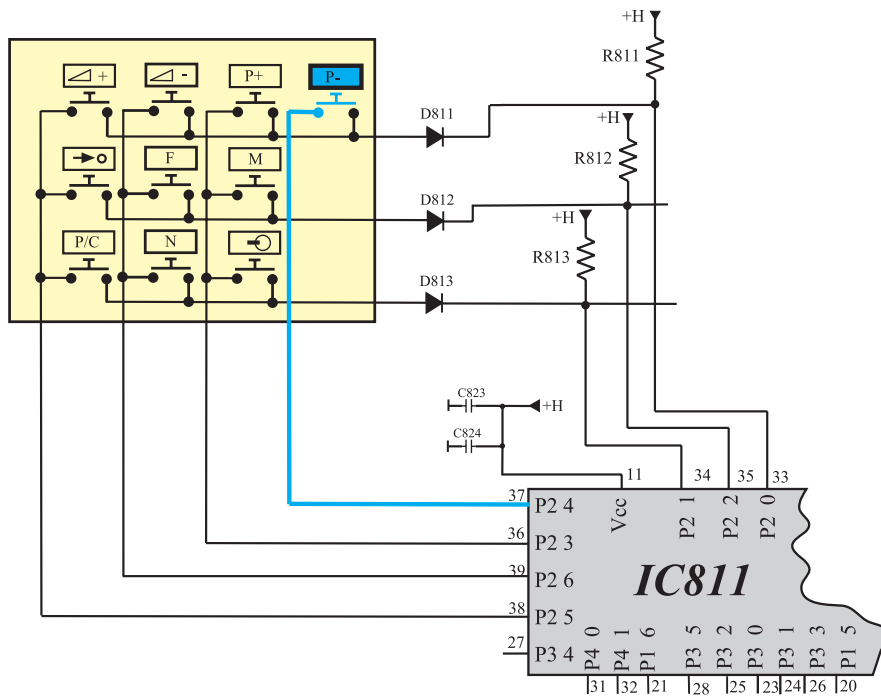 +H
R811
+
-
P+
P-
D811
+H
R812
F
M
D812
+H
R813
P/C
N
D813
C823
+H
C824
11
34
35
33
37
P2 4
Vcc
P2 1
P2 2
P2 0
36
P2 3
39
P2 6
IC811
38
P2 5
27
P3 4
P4 0
P4 1
P1 6
P3 5
P3 2
P3 0
P3 1
P3 3
P1 5
31
32
21
28
25
23
24
26
20